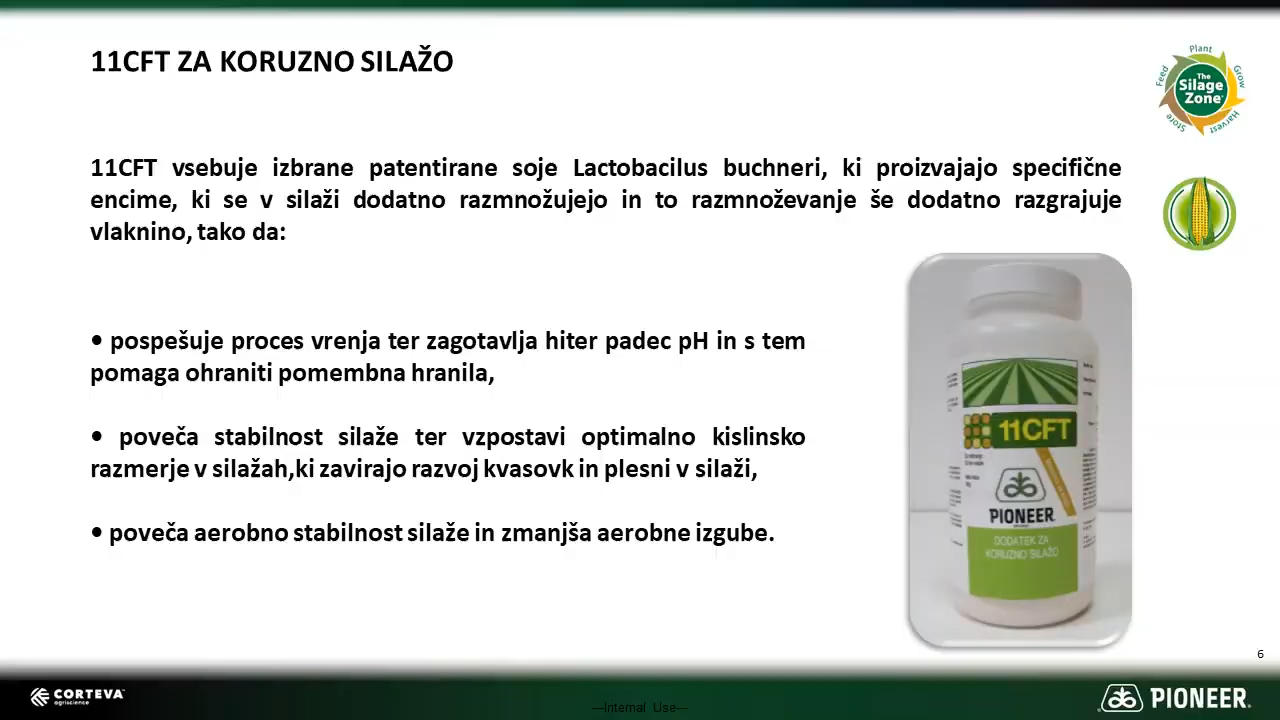 11CFT ZA KORUZNO SILAŽO
Plant
Feed
Grow
The
Silage
Zone
Store
Harvest
11CFT vsebuje izbrane patentirane soje Lactobacilus buchneri, ki proizvajajo specifične
encime, ki se v silaži dodatno razmnožujejo in to razmnoževanje še dodatno razgrajuje
vlaknino, tako da:
• pospešuje proces vrenja ter zagotavlja hiter padec pH in s tem
pomaga ohraniti pomembna hranila,
• poveča stabilnost silaže ter vzpostavi optimalno kislinsko
razmerje v silažah,ki zavirajo razvoj kvasovk in plesni v silaži,
• poveča aerobno stabilnost silaže in zmanjša aerobne izgube.
11CFT
PIONEER
DODATEK ZA
KORUZNO SILAŽO
6
CORTEVA
agriscience
---Internal Use---
PIONEER